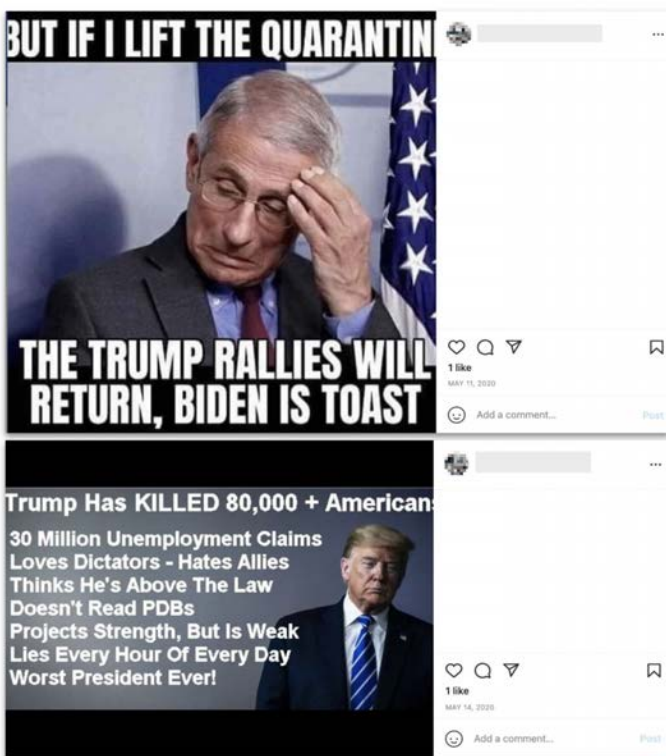 BUT IF I LIFT THE QUARANTIN
THE TRUMP RALLIES WILL
RETURN, BIDEN IS TOAST
1 like
MAY 11, 2020
Add a comment...
Post
Trump Has KILLED 80,000 + American
30 Million Unemployment Claims
Loves Dictators - Hates Allies
Thinks He's Above The Law
Doesn't Read PDBs
Projects Strength, But Is Weak
Lies Every Hour Of Every Day
Worst President Ever!
1 like
MAY 14, 2020
Add a comment...
Post